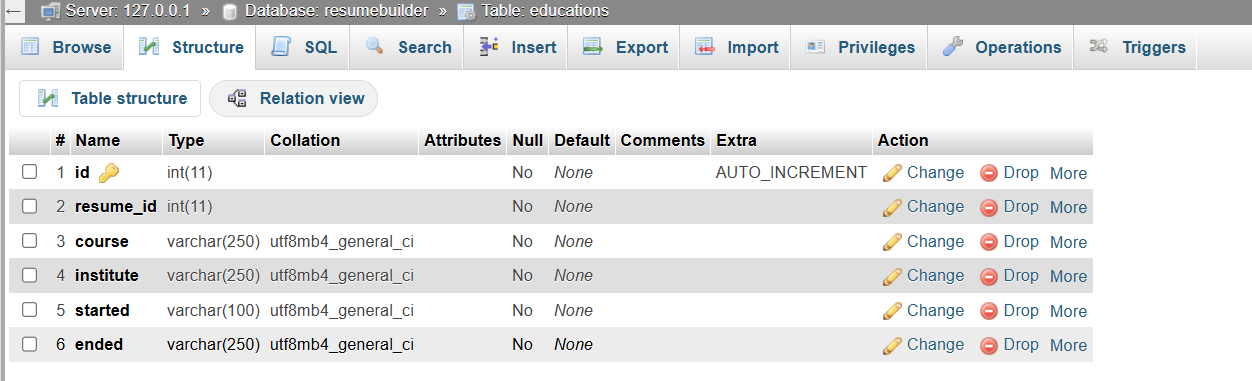 ← Server: 127.0.0.1 » Database: resumebuilder » Table: educations
Browse Structure SQL Search Insert Export Import Privileges Operations Triggers
Table structure Relation view
# Name Type Collation Attributes Null Default Comments Extra Action
1 id int(11) No None AUTO_INCREMENT Change Drop More
2 resume_id int(11) No None Change Drop More
3 course varchar(250) utf8mb4_general_ci No None Change Drop More
4 institute varchar(250) utf8mb4_general_ci No None Change Drop More
5 started varchar(100) utf8mb4_general_ci No None Change Drop More
6 ended varchar(250) utf8mb4_general_ci No None Change Drop More